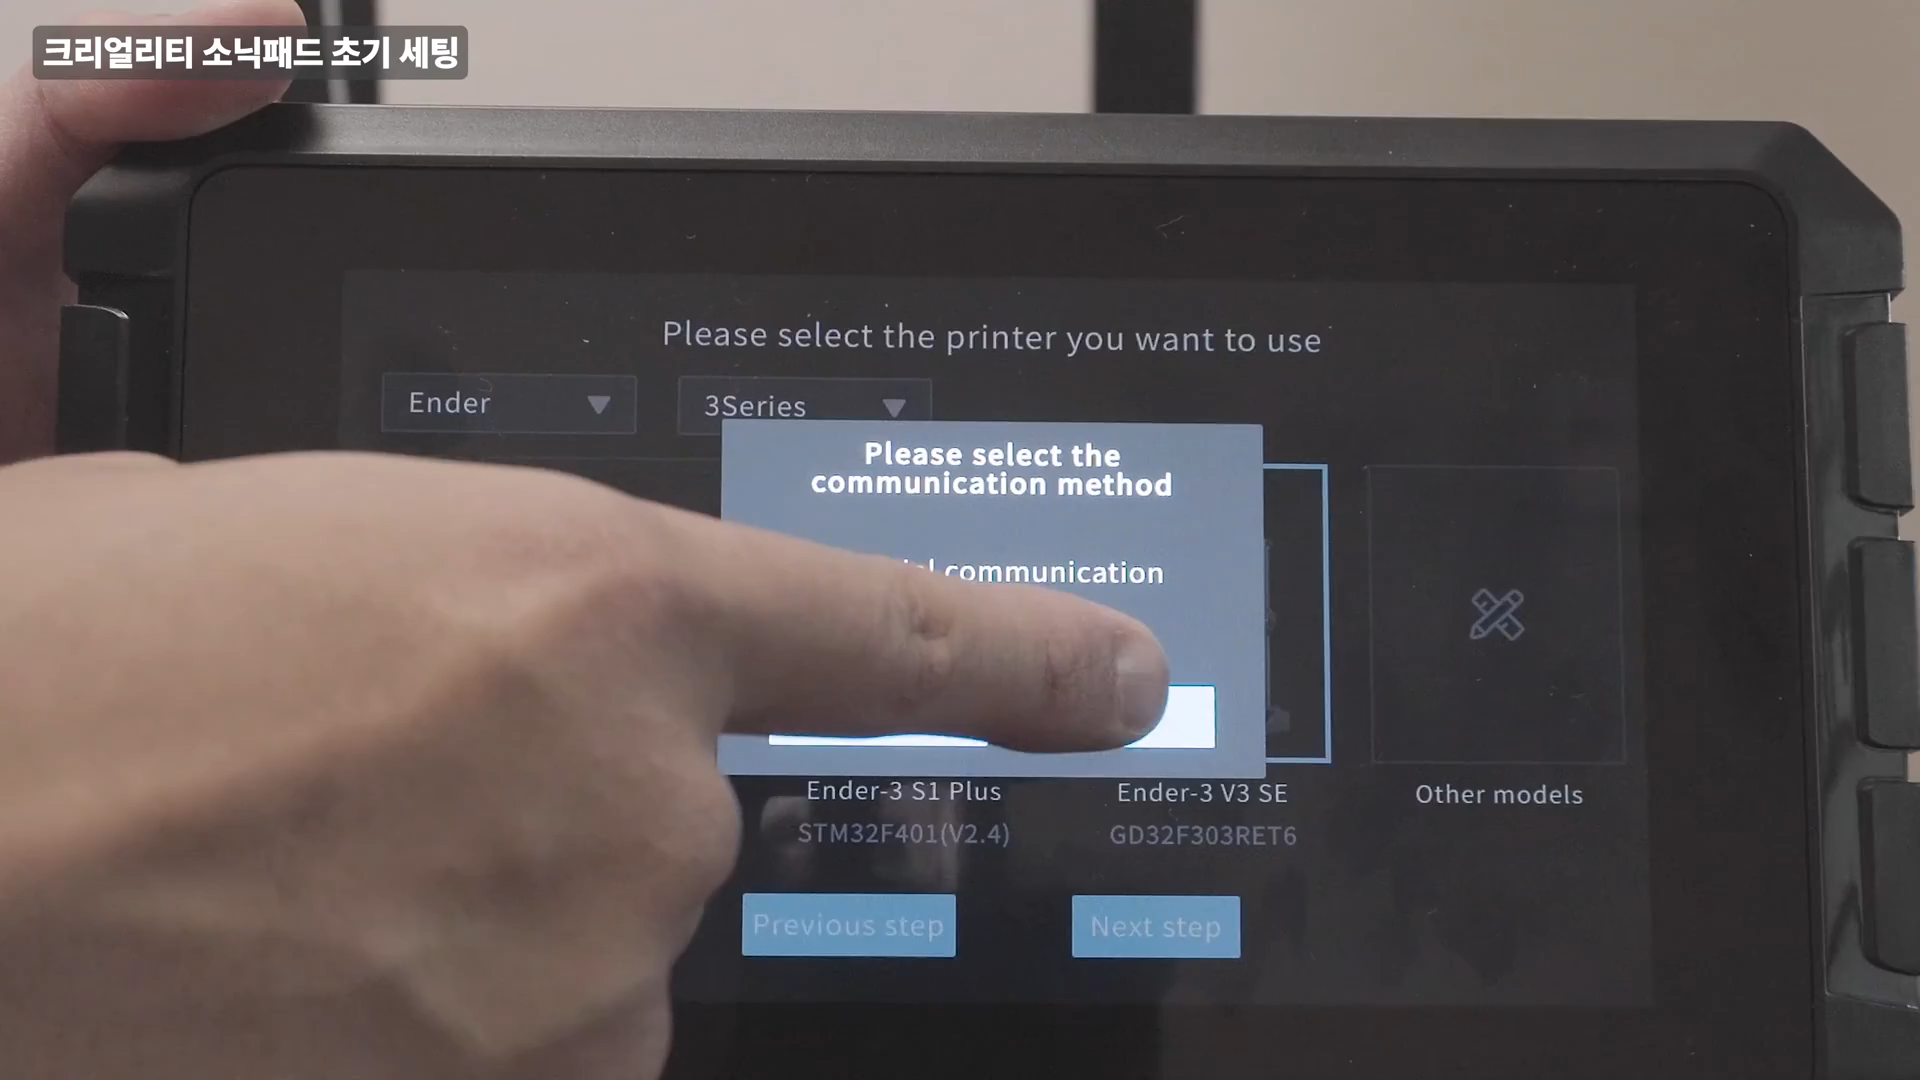 크리얼리티 소닉패드 초기 세팅
Please select the printer you want to use
Ender
3Series
Please select the
communication method
communication
Ender-3 S1 Plus
Ender-3 V3 SE
Other models
STM32F401(V2.4)
GD32F303RET6
Previous step
Next step